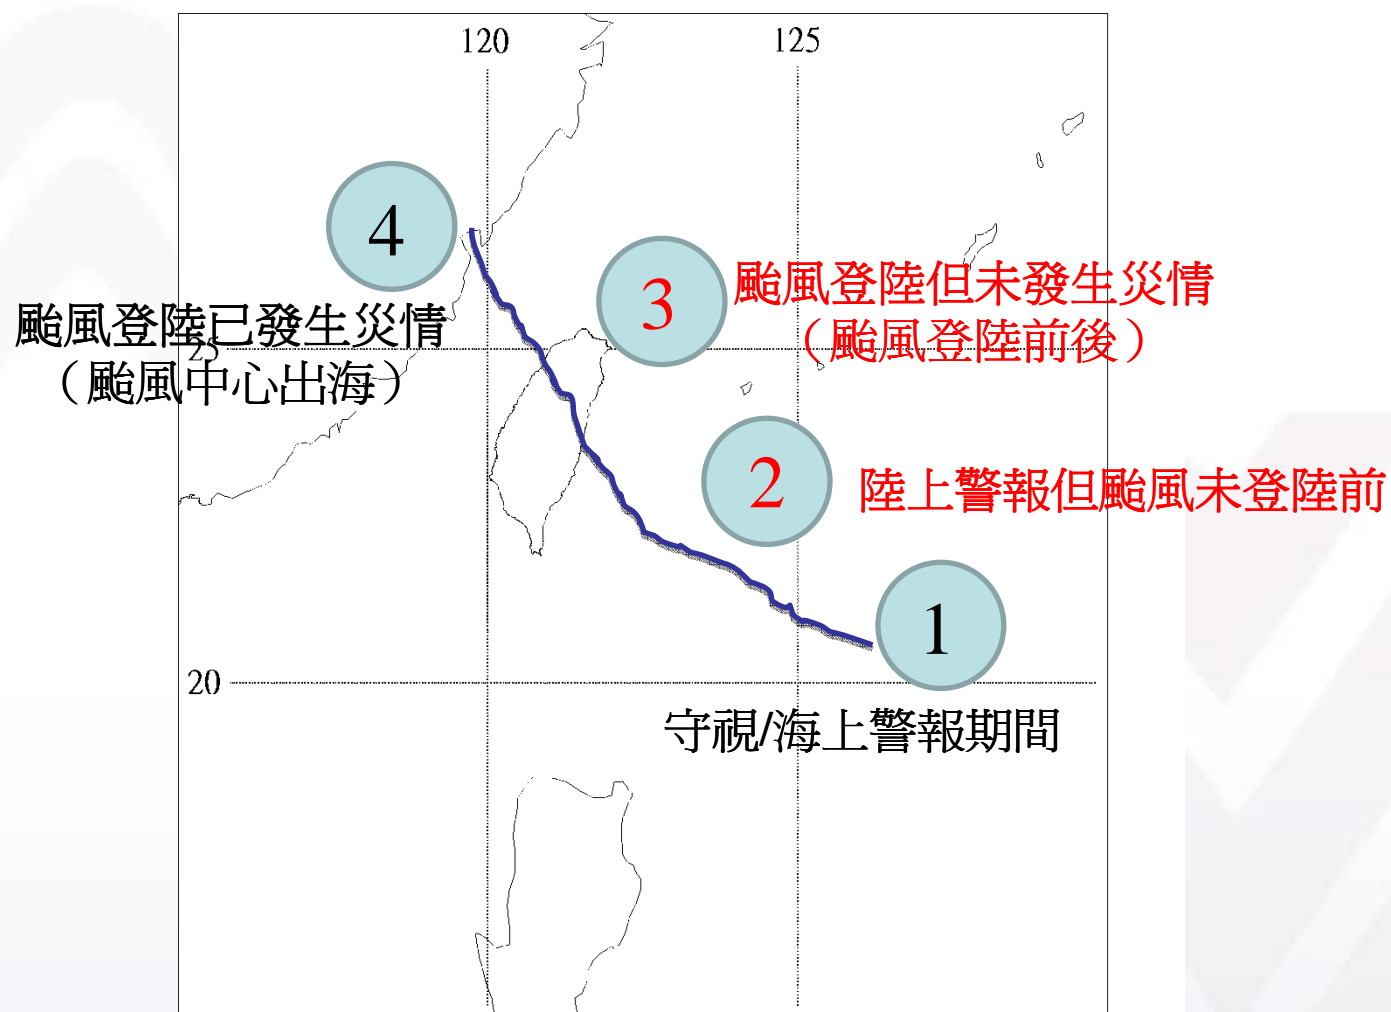 120
125
4
3
颱風登陸但未發生災情
（颱風登陸前後）
颱風登陸已發生災情
（颱風中心出海）
25
2
陸上警報但颱風未登陸前
1
20
守視/海上警報期間